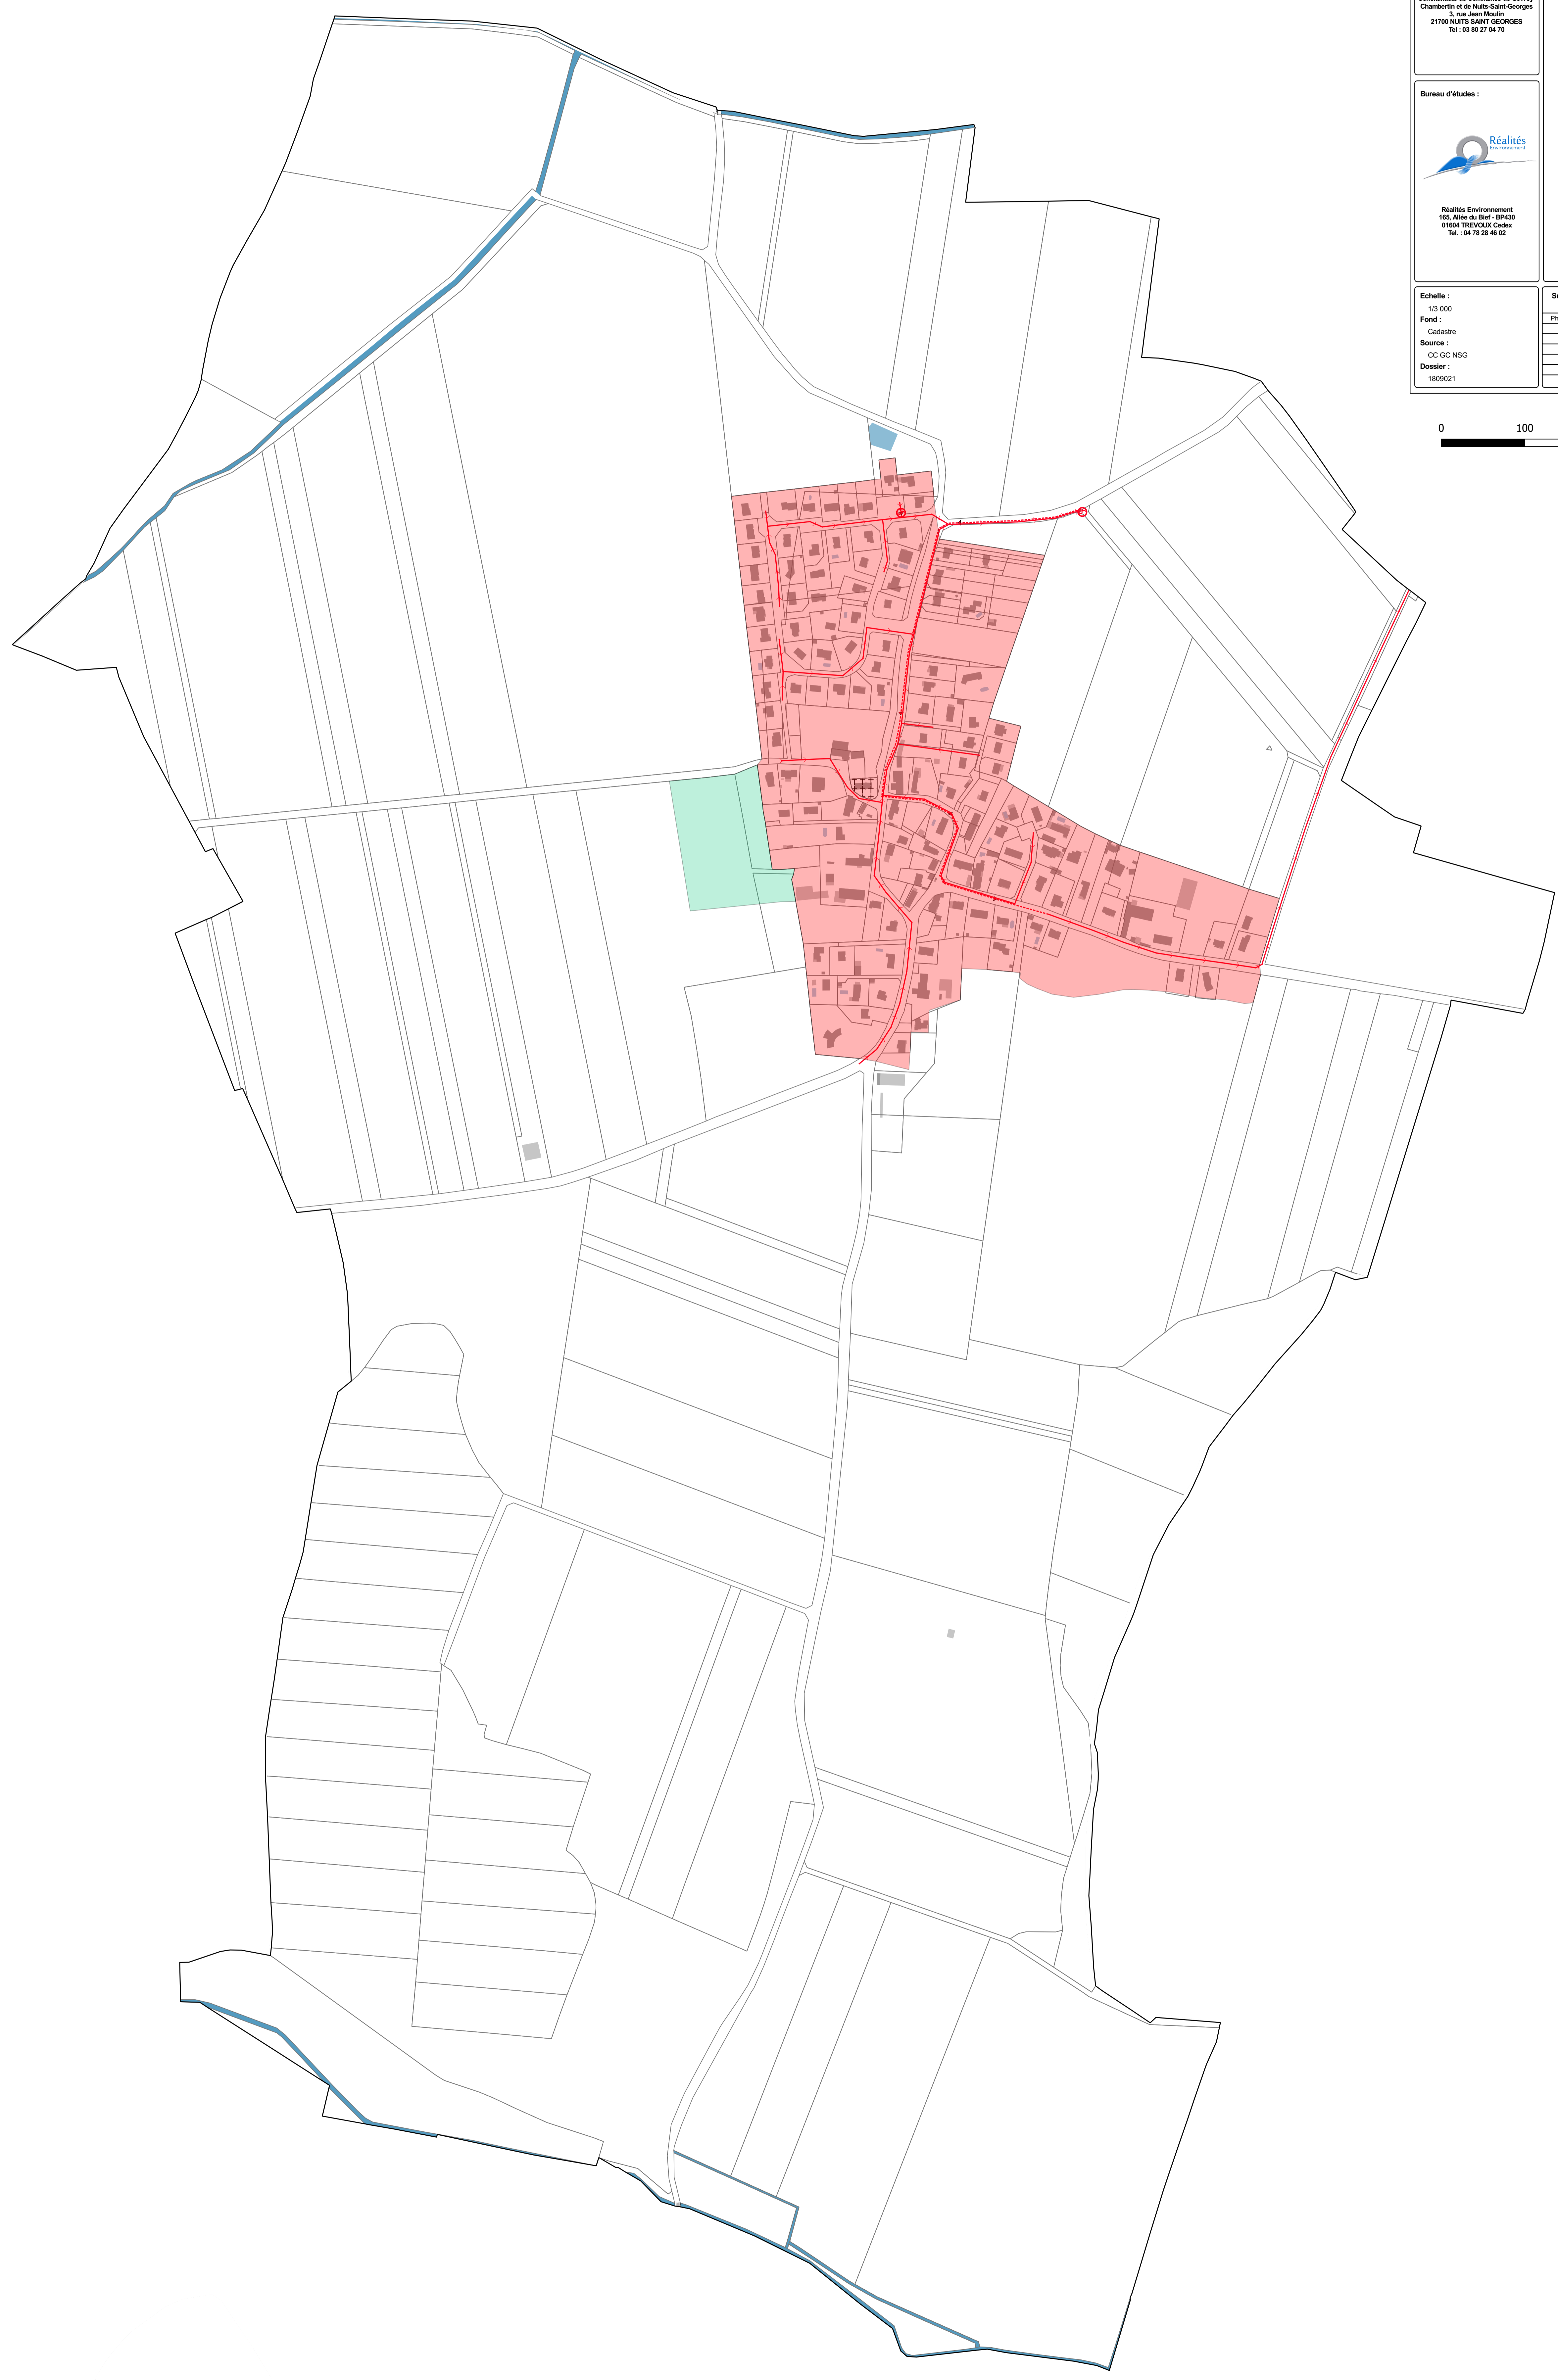 Chambertin et de Nuits-Saint-Georges
3, rue Jean Moulin
21700 NUITS SAINT GEORGES
Tel : 03 80 27 04 70
Bureau d'études :
Réalités
Environnement
Réalités Environnement
165, Allée du Bief - BP430
01604 TREVOUX Cedex
Tel. : 04 78 28 46 02
Echelle :
1/3 000
Fond :
Cadastre
Source :
CC GC NSG
Dossier :
1809021
0 100